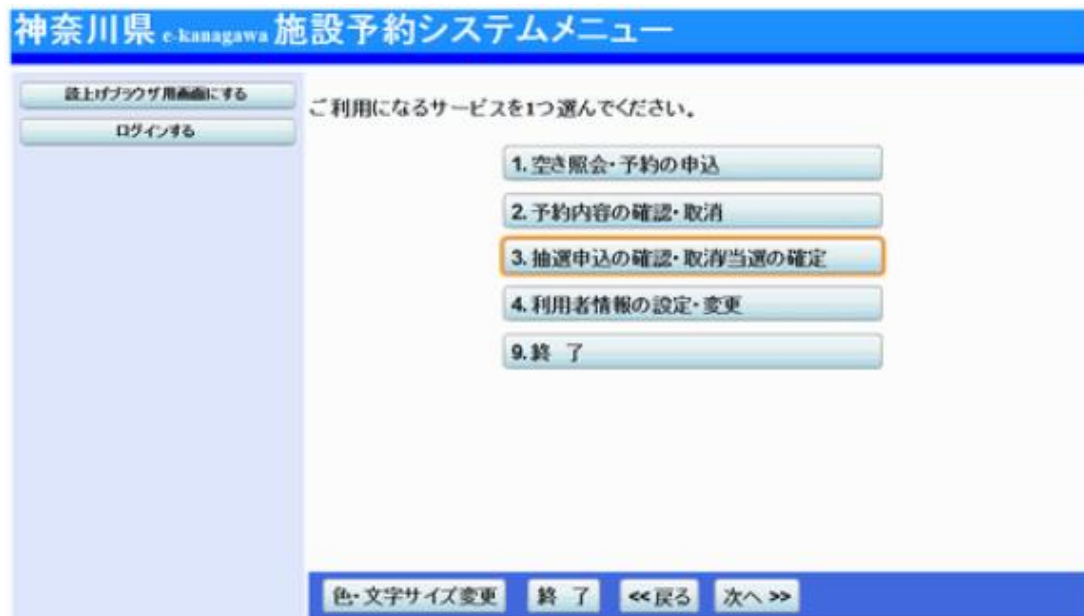 神奈川県 e-kanagawa 施設予約システムメニュー
読上げブラウザ用画面にする
ログインする
ご利用になるサービスを1つ選んでください。
1. 空き照会・予約の申込
2. 予約内容の確認・取消
3. 抽選申込の確認・取消/当選の確定
4. 利用者情報の設定・変更
9. 終 了
色・文字サイズ変更 終 了 <<戻る 次へ >>